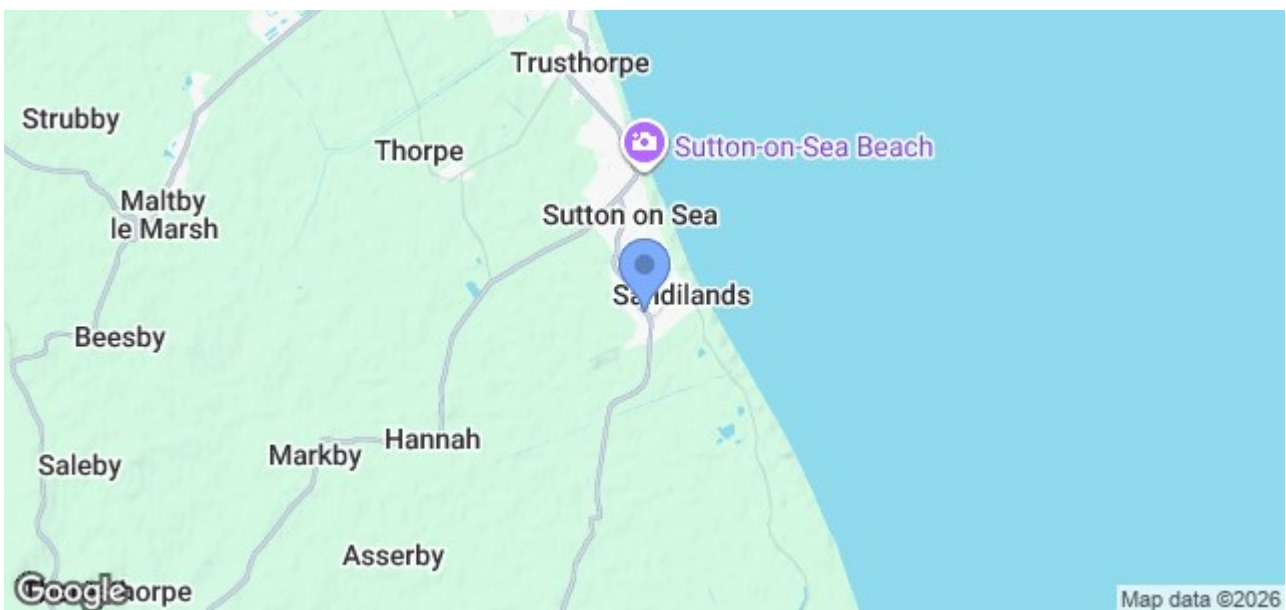 Trusthorpe
Strubby
Sutton-on-Sea Beach
Thorpe
Maltby
le Marsh
Sutton on Sea
Sandilands
Beesby
Hannah
Markby
Saleby
Asserby
Google
Map data ©2026